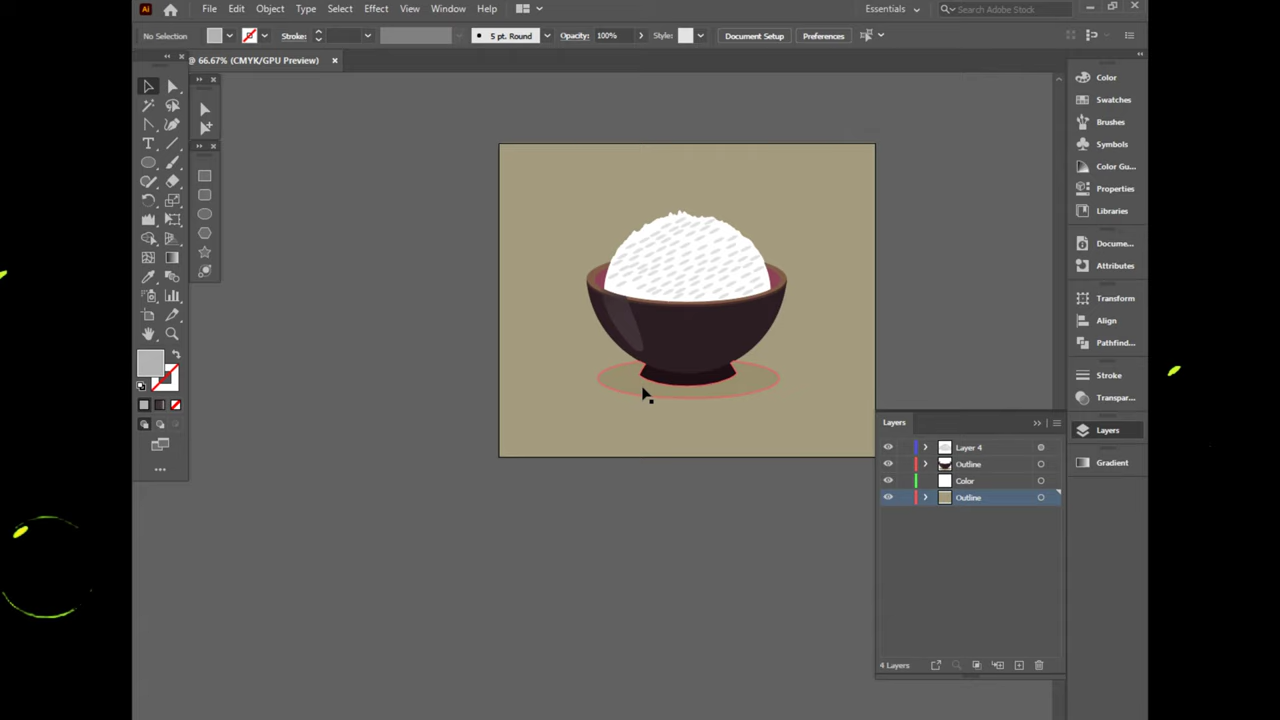 Ai File Edit Object Type Select Effect View Window Help Essentials Search Adobe Stock
No Selection Stroke: 5 pt. Round Opacity: 100% Style: Document Setup Preferences
@ 66.67% (CMYK/GPU Preview)
Color
Swatches
Brushes
Symbols
Color Gu...
Properties
Libraries
Docume...
Attributes
Transform
Align
Pathfind...
Stroke
Transpar...
Layers
Gradient
Layers
Layer 4
Outline
Color
Outline
4 Layers